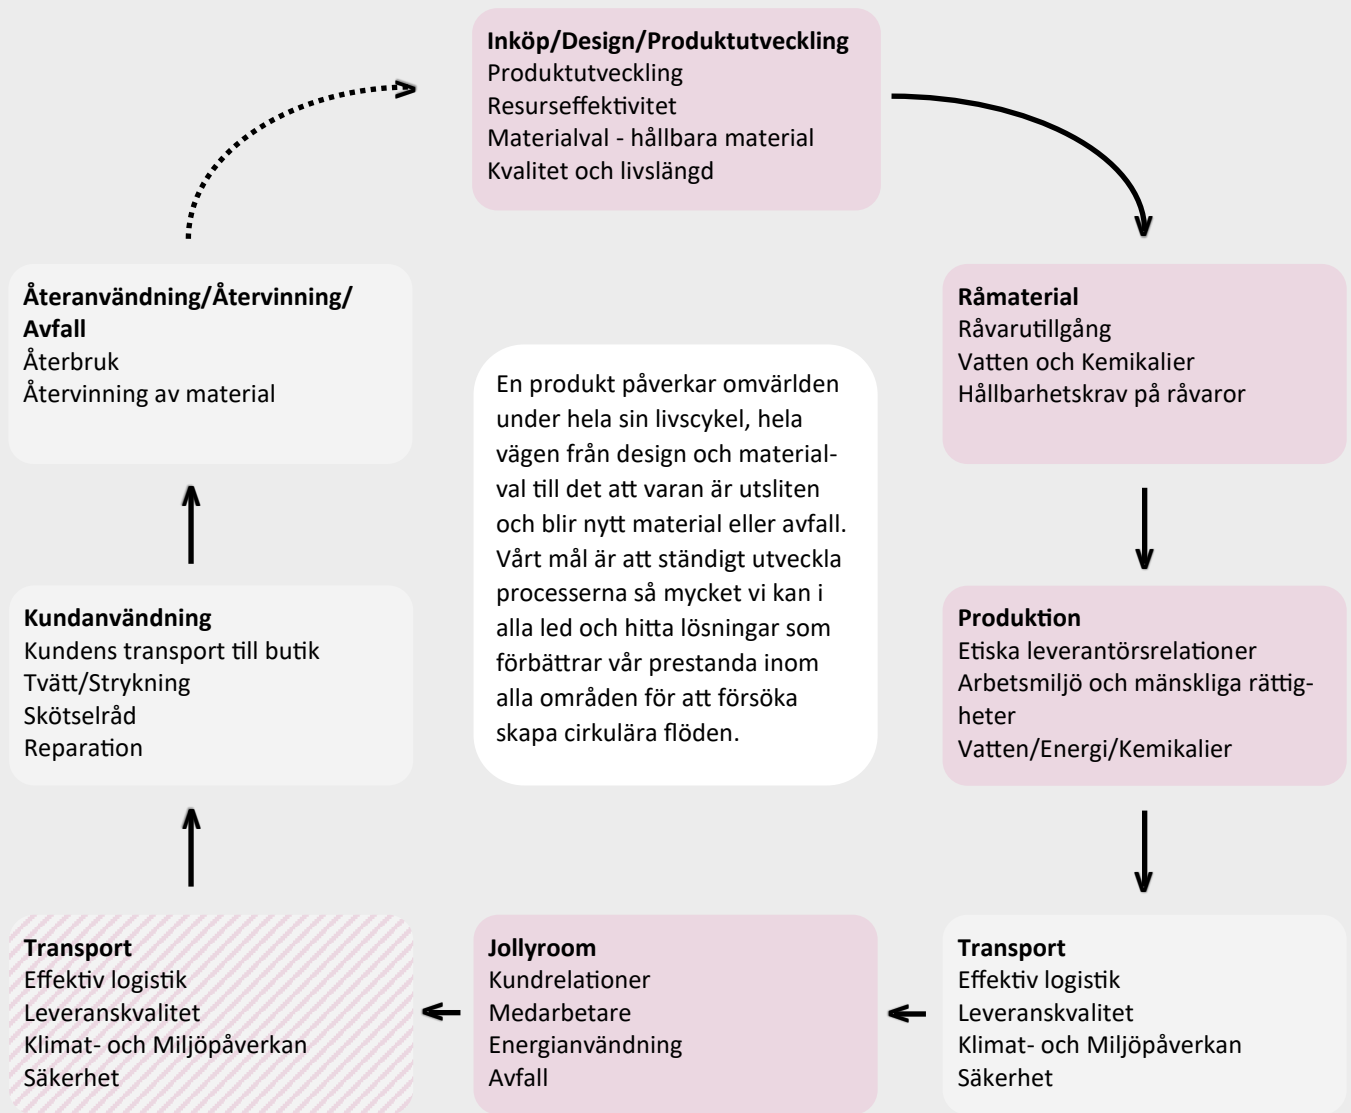 Inköp/Design/Produktutveckling
Produktutveckling
Resurseffektivitet
Materialval - hållbara material
Kvalitet och livslängd
Råmaterial
Råvarutillgång
Vatten och Kemikalier
Hållbarhetskrav på råvaror
Produktion
Etiska leverantörsrelationer
Arbetsmiljö och mänskliga rättig-
heter
Vatten/Energi/Kemikalier
Transport
Effektiv logistik
Leveranskvalitet
Klimat- och Miljöpåverkan
Säkerhet
Jollyroom
Kundrelationer
Medarbetare
Energianvändning
Avfall
Transport
Effektiv logistik
Leveranskvalitet
Klimat- och Miljöpåverkan
Säkerhet
Kundanvändning
Kundens transport till butik
Tvätt/Strykning
Skötselråd
Reparation
Återanvändning/Återvinning/
Avfall
Återbruk
Återvinning av material
En produkt påverkar omvärlden
under hela sin livscykel, hela
vägen från design och material-
val till det att varan är utsliten
och blir nytt material eller avfall.
Vårt mål är att ständigt utveckla
processerna så mycket vi kan i
alla led och hitta lösningar som
förbättrar vår prestanda inom
alla områden för att försöka
skapa cirkulära flöden.